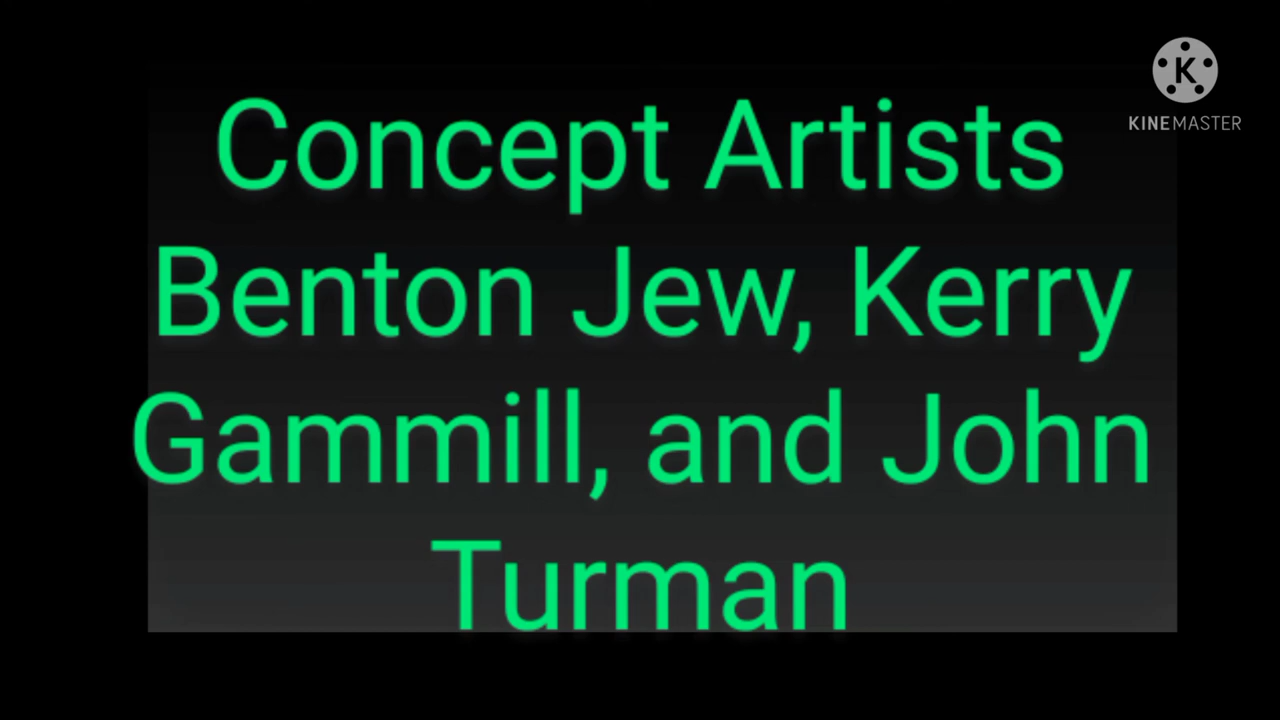 Concept Artists
Benton Jew, Kerry
Gammill, and John
Turman
K
KINEMASTER